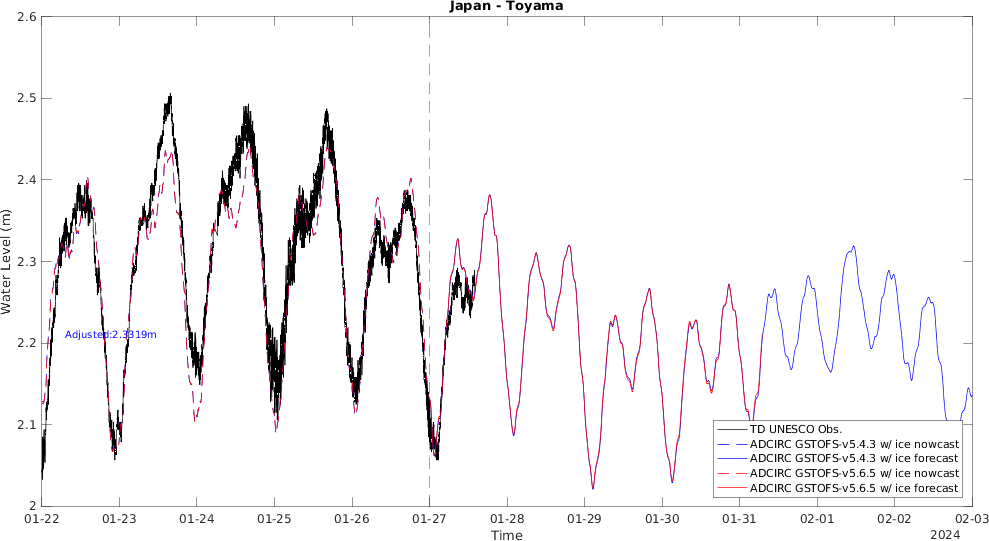 Japan - Toyama
Water Level (m)
2.6
2.5
2.4
2.3
2.2
2.1
2
Adjusted:2.3319m
TD UNESCO Obs.
ADCIRC GSTOFS-v5.4.3 w/ ice nowcast
ADCIRC GSTOFS-v5.4.3 w/ ice forecast
ADCIRC GSTOFS-v5.6.5 w/ ice nowcast
ADCIRC GSTOFS-v5.6.5 w/ ice forecast
01-22 01-23 01-24 01-25 01-26 01-27 01-28 01-29 01-30 01-31 02-01 02-02 02-03
Time
2024